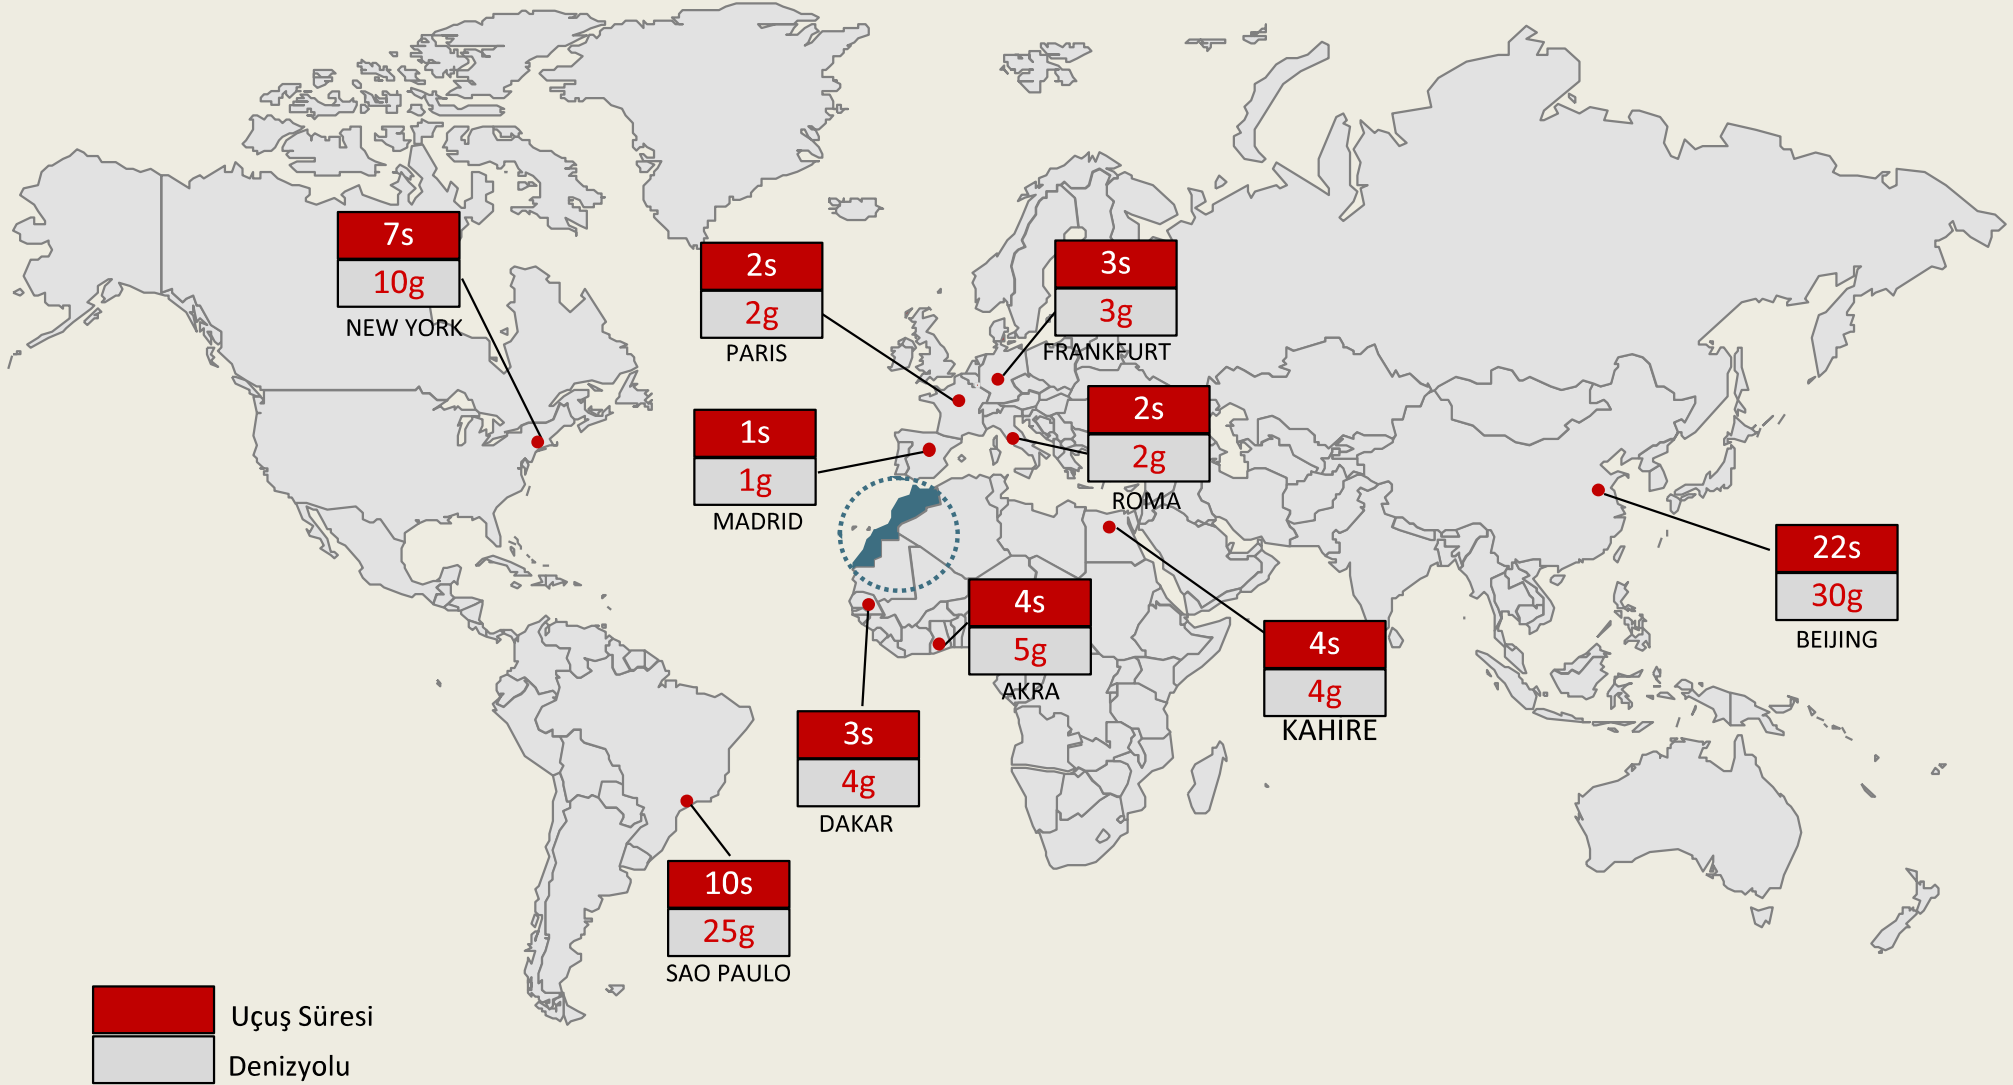 7s
10g
NEW YORK
2s
2g
PARIS
3s
3g
FRANKFURT
1s
1g
MADRID
2s
2g
ROMA
22s
30g
BEIJING
4s
5g
AKRA
4s
4g
KAHIRE
3s
4g
DAKAR
10s
25g
SAO PAULO
Uçuş Süresi
Denizyolu